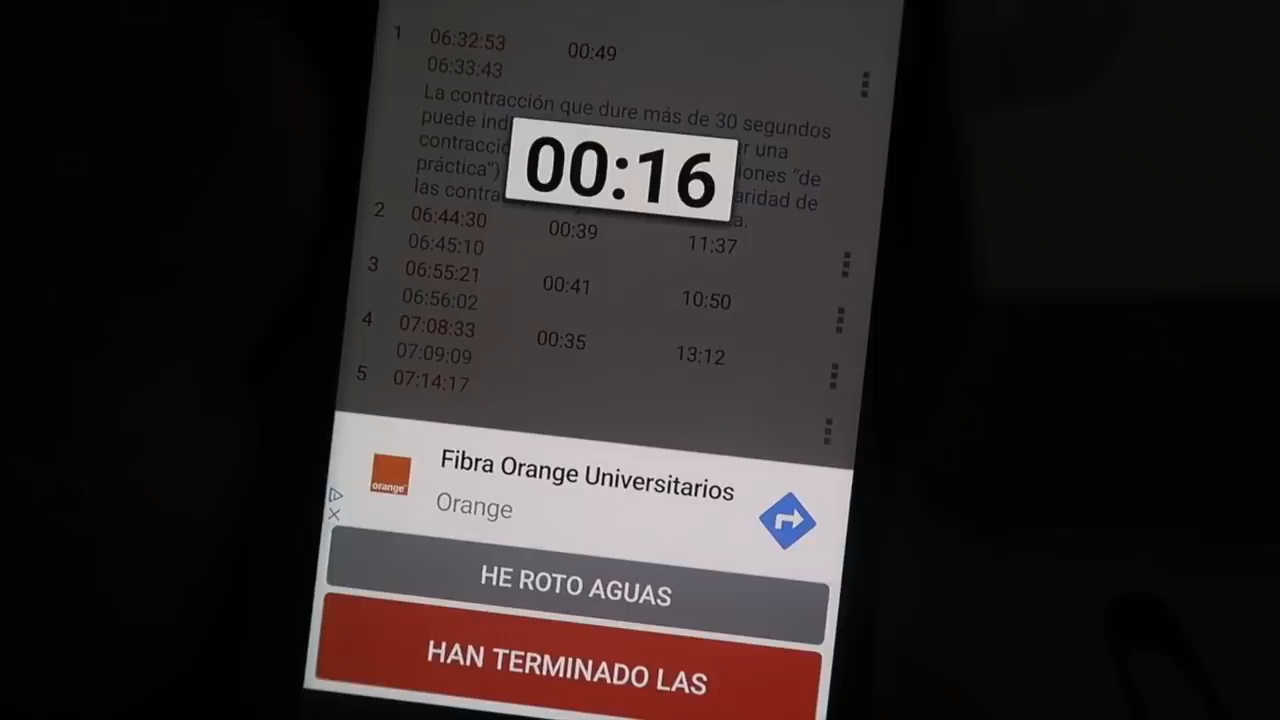 1 06:32:53 00:49
06:33:43
La contracción que dure más de 30 segundos
puede una
00:16
práctica") "de
las
2 06:44:30 00:39 11:37
06:45:10
3 06:55:21 00:41 10:50
06:56:02
4 07:08:33 00:35 13:12
07:09:09
5 07:14:17
orange
Fibra Orange Universitarios
Orange
HE ROTO AGUAS
HAN TERMINADO LAS